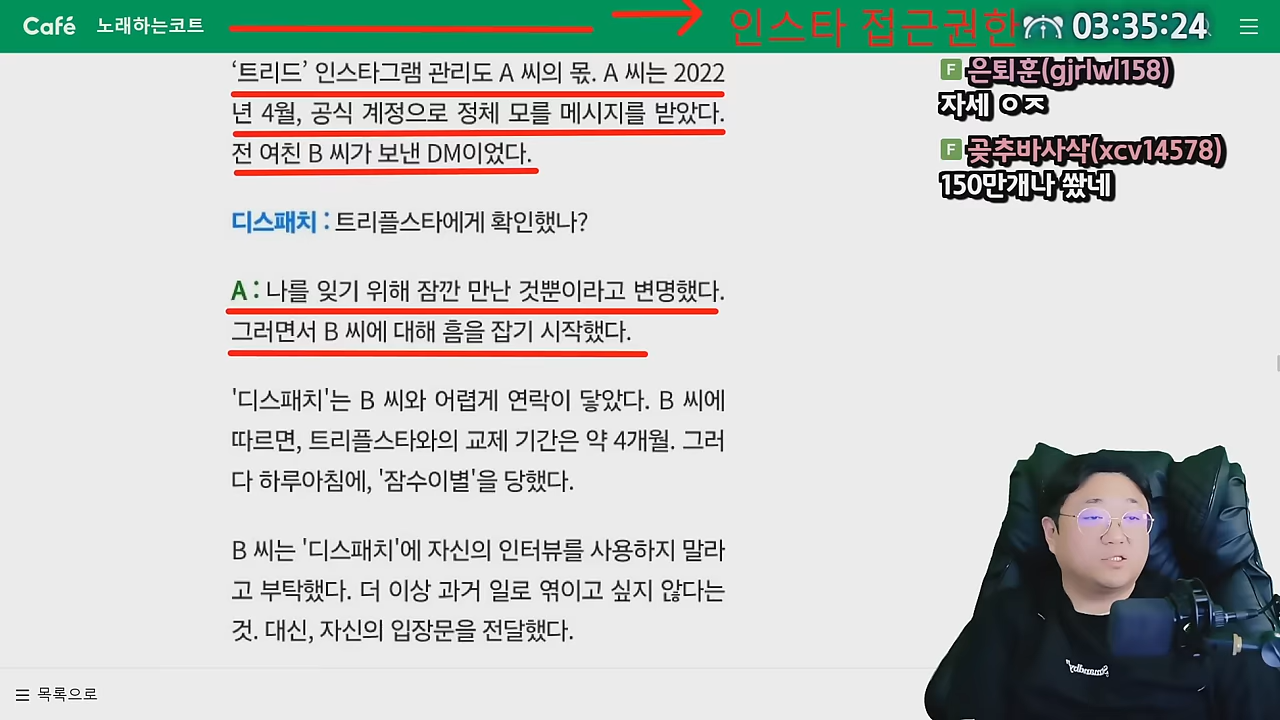 Café 노래하는코트
인스타 접근권한
03:35:24
'트리드' 인스타그램 관리도 A 씨의 몫. A 씨는 2022
년 4월, 공식 계정으로 정체 모를 메시지를 받았다.
전 여친 B 씨가 보낸 DM이었다.
디스패치 : 트리플스타에게 확인했나?
A : 나를 잊기 위해 잠깐 만난 것뿐이라고 변명했다.
그러면서 B 씨에 대해 흠을 잡기 시작했다.
'디스패치'는 B 씨와 어렵게 연락이 닿았다. B 씨에
따르면, 트리플스타와의 교제 기간은 약 4개월. 그러
다 하루아침에, '잠수이별'을 당했다.
B 씨는 '디스패치'에 자신의 인터뷰를 사용하지 말라
고 부탁했다. 더 이상 과거 일로 엮이고 싶지 않다는
것. 대신, 자신의 입장문을 전달했다.
목록으로
F 은퇴훈(gjrlwl158)
자세 ㅇㅈ
F 곶추바사삭(xcv14578)
150만개나 쐈네